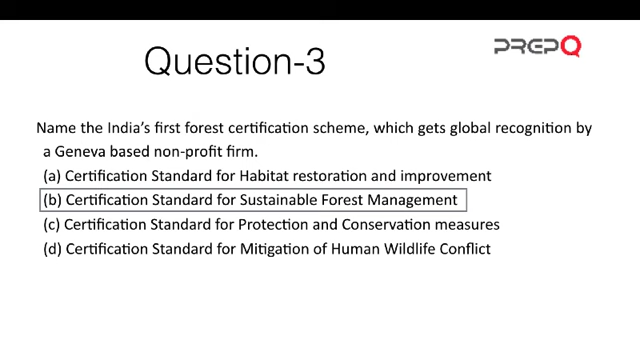 PREPQ
Question-3
Name the India's first forest certification scheme, which gets global recognition by
a Geneva based non-profit firm.
(a) Certification Standard for Habitat restoration and improvement
(b) Certification Standard for Sustainable Forest Management
(c) Certification Standard for Protection and Conservation measures
(d) Certification Standard for Mitigation of Human Wildlife Conflict